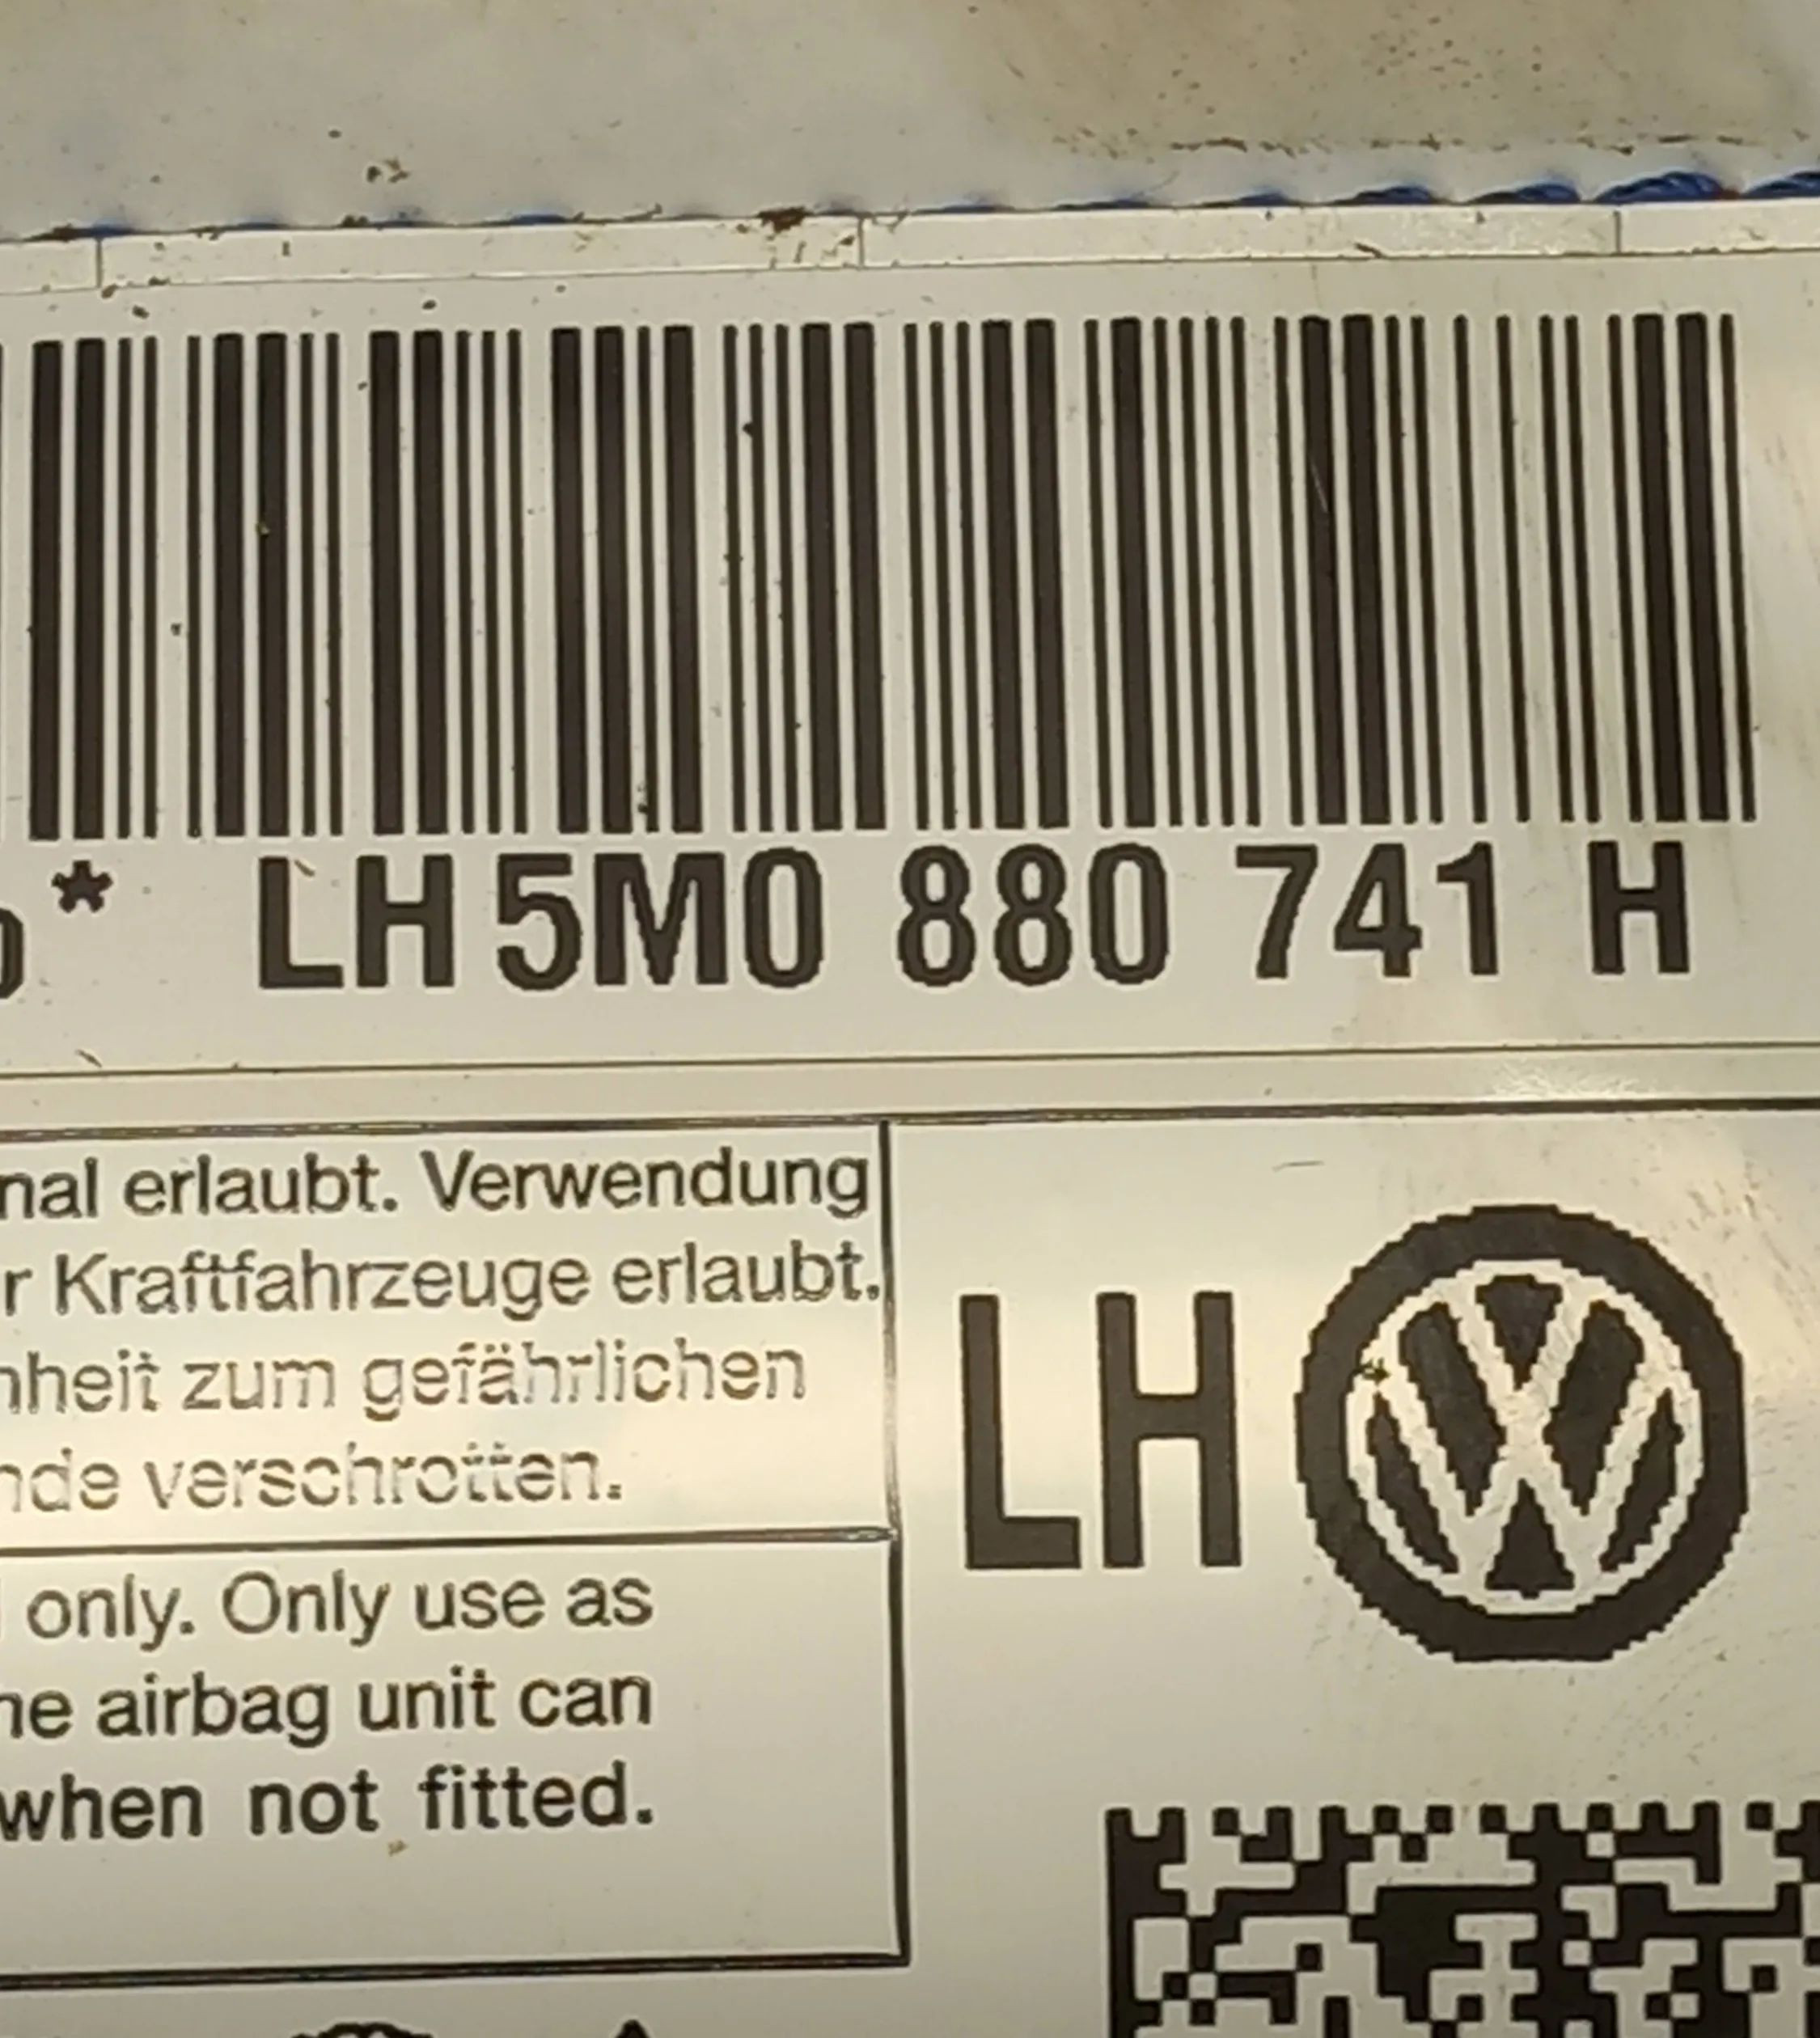 * LH 5M0 880 741 H
nal erlaubt. Verwendung
r Kraftfahrzeuge erlaubt.
nheit zum gefährlichen
nde verschrotten.
LH
only. Only use as
ne airbag unit can
when not fitted.